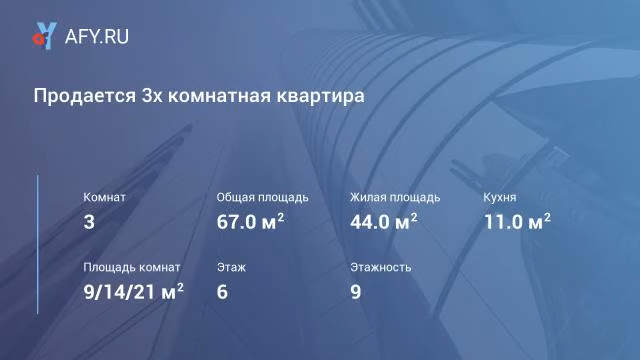 AFY.RU
Продается 3х комнатная квартира
Комнат
3
Общая площадь
67.0 м²
Жилая площадь
44.0 м²
Кухня
11.0 м²
Площадь комнат
9/14/21 м²
Этаж
6
Этажность
9